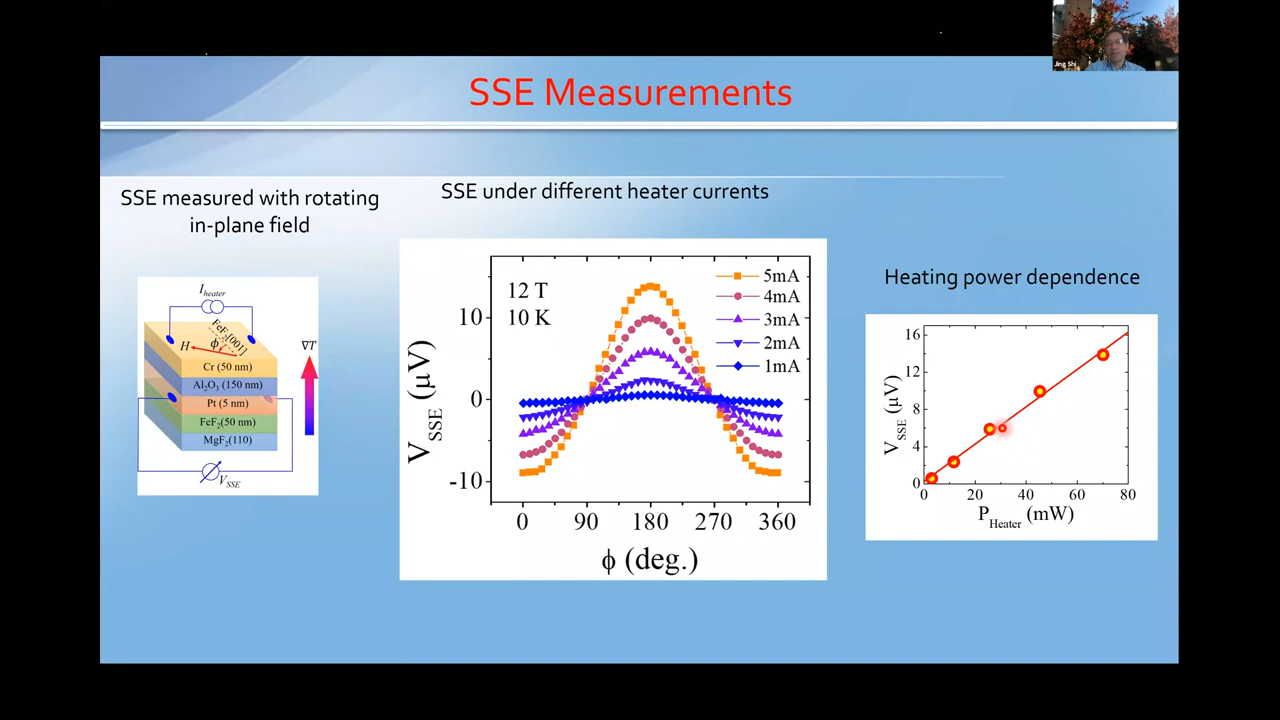 Jing Shi
SSE Measurements
SSE measured with rotating
in-plane field
SSE under different heater currents
Heating power dependence
I_heater
FeF₂[001]
H
ϕ
∇T
Cr (50 nm)
Al₂O₃ (150 nm)
Pt (5 nm)
FeF₂(50 nm)
MgF₂(110)
V_SSE
12 T
10 K
5mA
4mA
3mA
2mA
1mA
10
0
-10
V_SSE (μV)
0 90 180 270 360
ϕ (deg.)
16
12
8
4
0
V_SSE (μV)
0 20 40 60 80
P_Heater (mW)